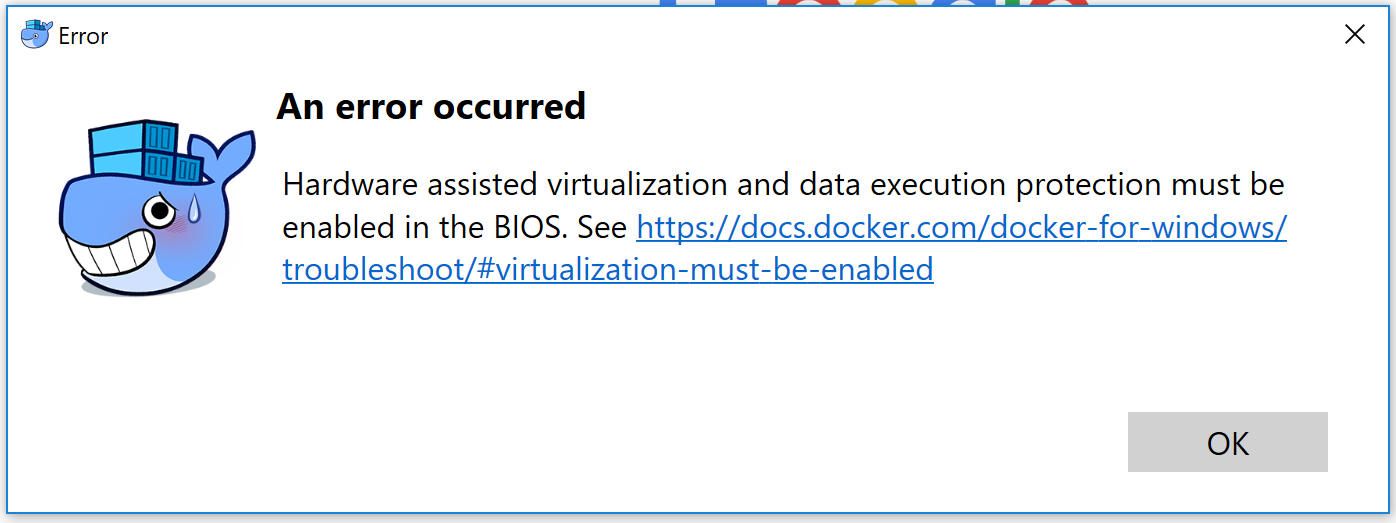 Error
An error occurred
Hardware assisted virtualization and data execution protection must be
enabled in the BIOS. See https://docs.docker.com/docker-for-windows/
troubleshoot/#virtualization-must-be-enabled
OK